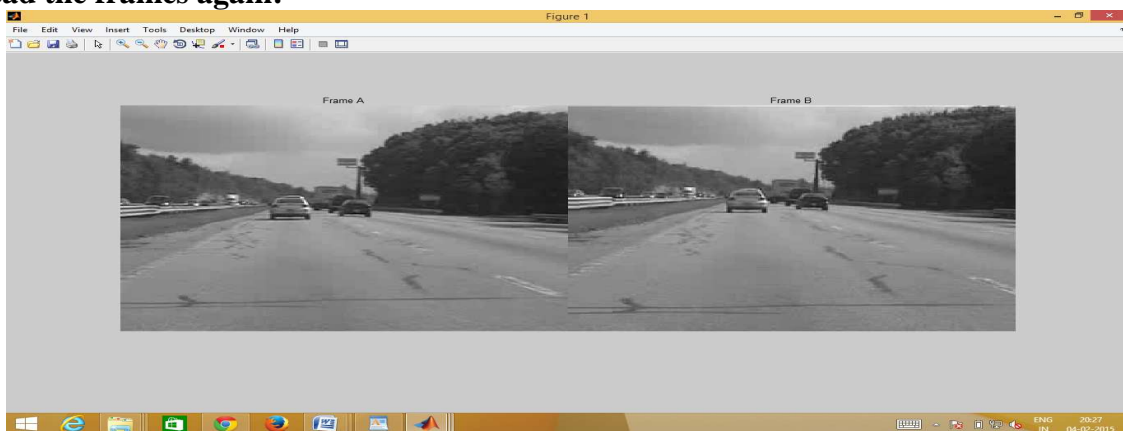 ad the frames again.
Figure 1
File Edit View Insert Tools Desktop Window Help
Frame A Frame B
ENG 20:27
IN 04-02-2015